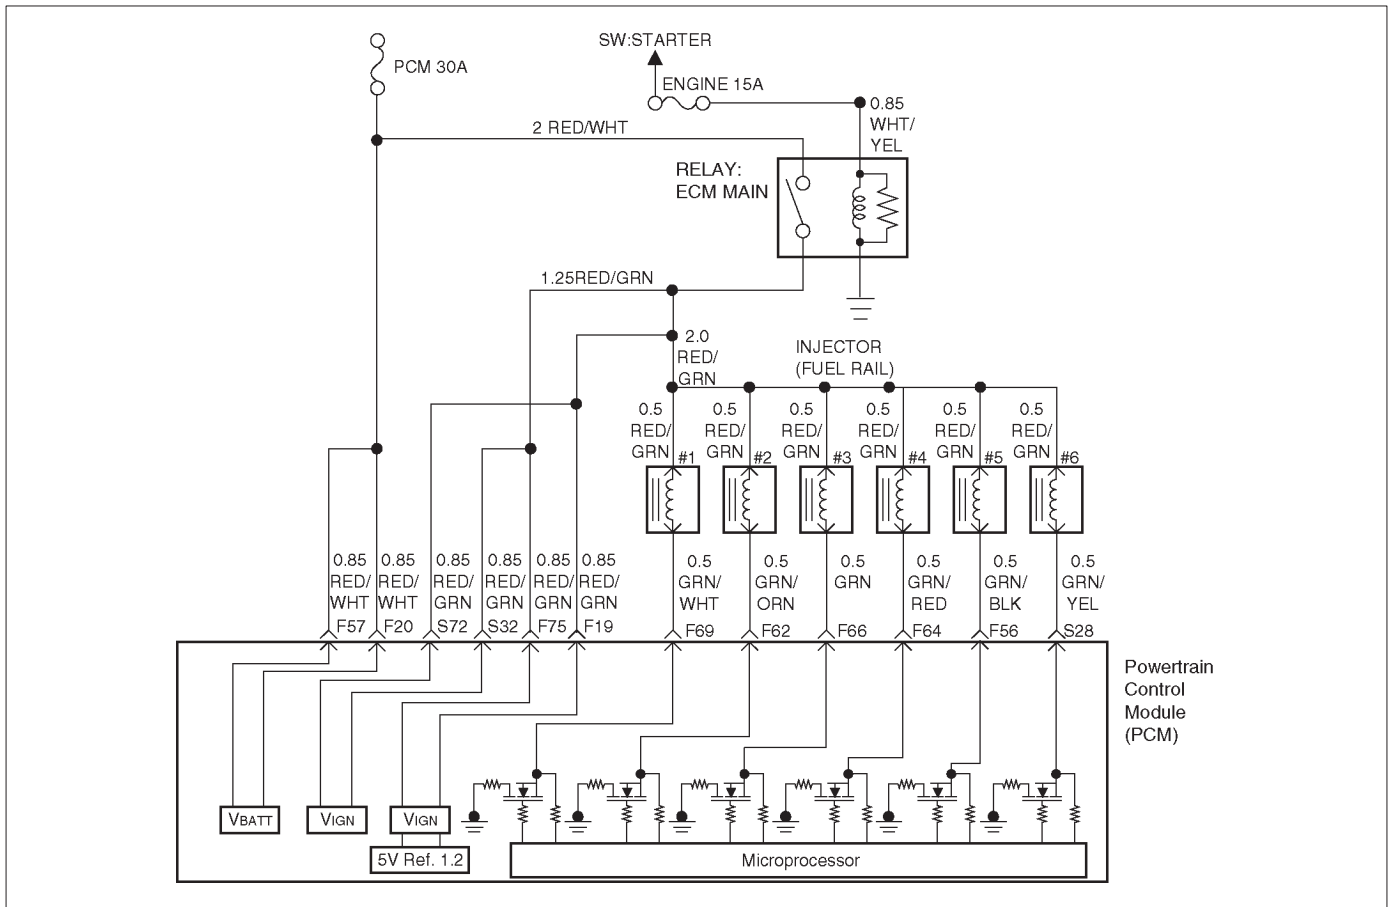 SW:STARTER
PCM 30A
ENGINE 15A
0.85
WHT/
YEL
2 RED/WHT
RELAY:
ECM MAIN
1.25RED/GRN
2.0
RED/
GRN
INJECTOR
(FUEL RAIL)
0.5 0.5 0.5 0.5 0.5 0.5
RED/ RED/ RED/ RED/ RED/ RED/
GRN GRN GRN GRN GRN GRN
#1 #2 #3 #4 #5 #6
0.85 0.85 0.85 0.85 0.85 0.85 0.5 0.5 0.5 0.5 0.5 0.5
RED/ RED/ RED/ RED/ RED/ RED/ GRN/ GRN/ GRN GRN/ GRN/ GRN/
WHT WHT GRN GRN GRN GRN WHT ORN RED BLK YEL
F57 F20 S72 S32 F75 F19 F69 F62 F66 F64 F56 S28
Powertrain
Control
Module
(PCM)
VBATT VIGN VIGN
5V Ref. 1.2 Microprocessor